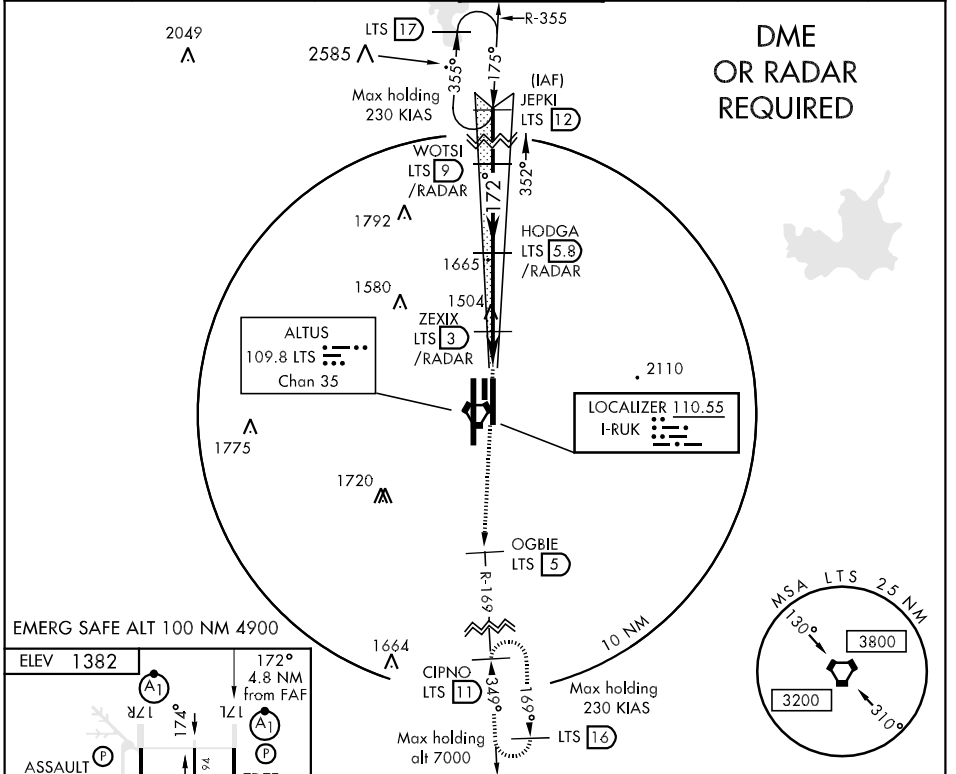 LTS 17
R-355
2049
2585
355°
175°
DME
OR RADAR
REQUIRED
Max holding
230 KIAS
(IAF)
JEPKI
LTS 12
WOTSI
LTS 9
/RADAR
172°
352°
1792
HODGA
LTS 5.8
/RADAR
1665
1580
1504
ZEXIX
LTS 3
/RADAR
ALTUS
109.8 LTS
Chan 35
2110
LOCALIZER 110.55
I-RUK
1775
1720
OGBIE
LTS 5
R-169
MSA LTS 25 NM
130°
3800
3200
310°
10 NM
EMERG SAFE ALT 100 NM 4900
1664
CIPNO
LTS 11
349°
169°
Max holding
230 KIAS
LTS 16
Max holding
alt 7000
ELEV 1382
172°
4.8 NM
from FAF
A1
17R
174°
17L
A1
P
ASSAULT
94
P